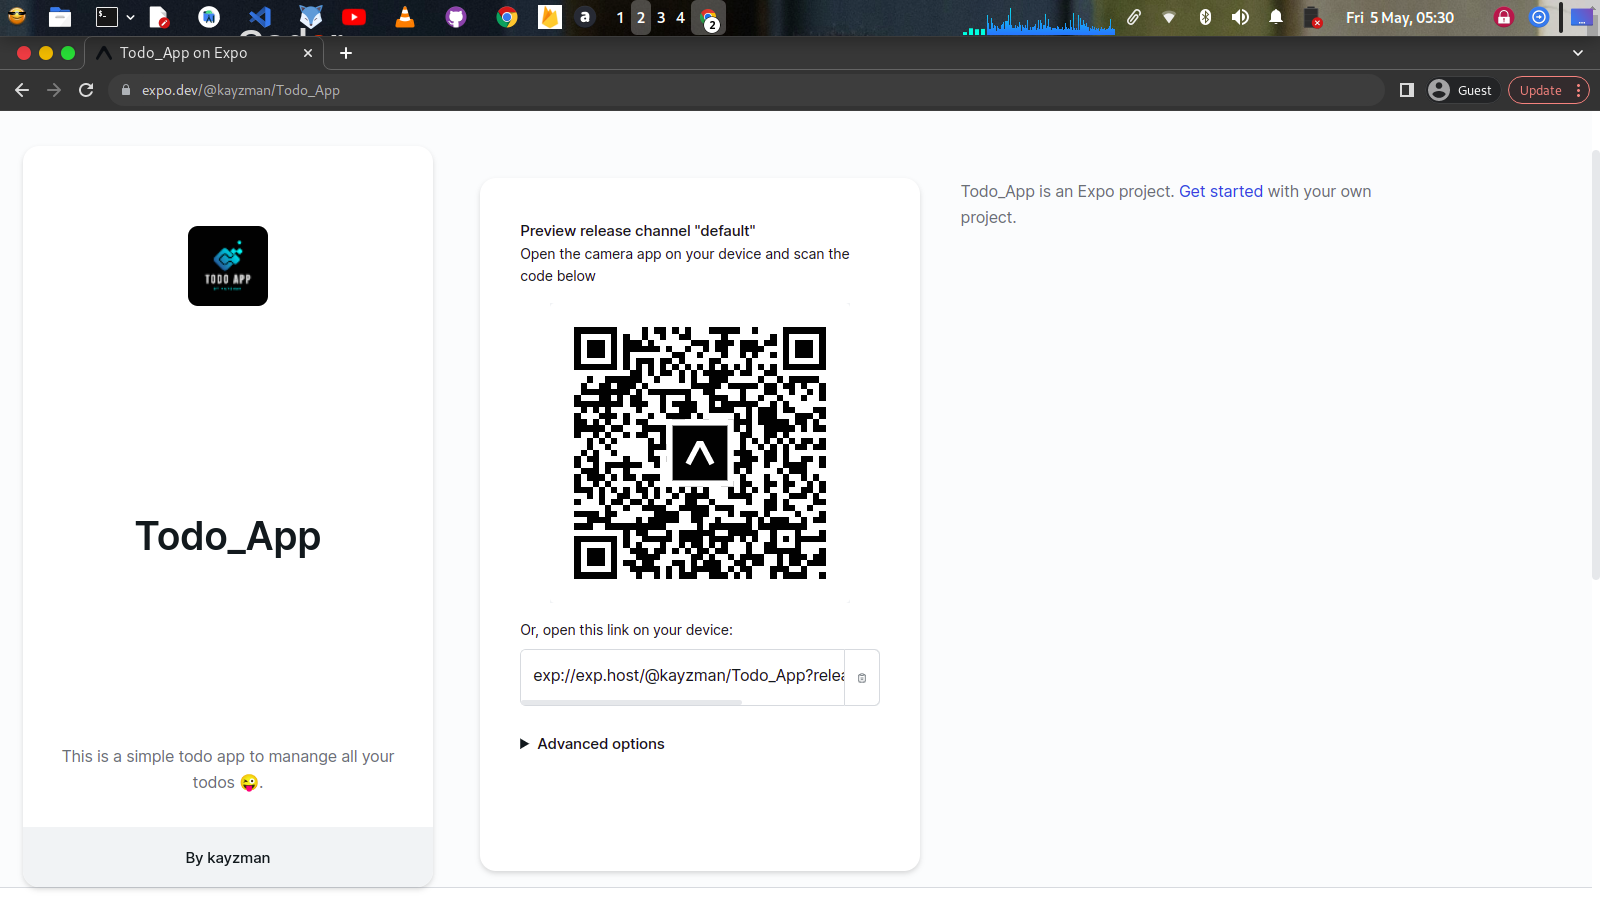 1 2 3 4
2
Fri 5 May, 05:30
Todo_App on Expo
expo.dev/@kayzman/Todo_App
Guest
Update
TODO APP
Todo_App
This is a simple todo app to manange all your
todos 😜.
By kayzman
Preview release channel "default"
Open the camera app on your device and scan the
code below
Or, open this link on your device:
exp://exp.host/@kayzman/Todo_App?relea
Advanced options
Todo_App is an Expo project. Get started with your own
project.